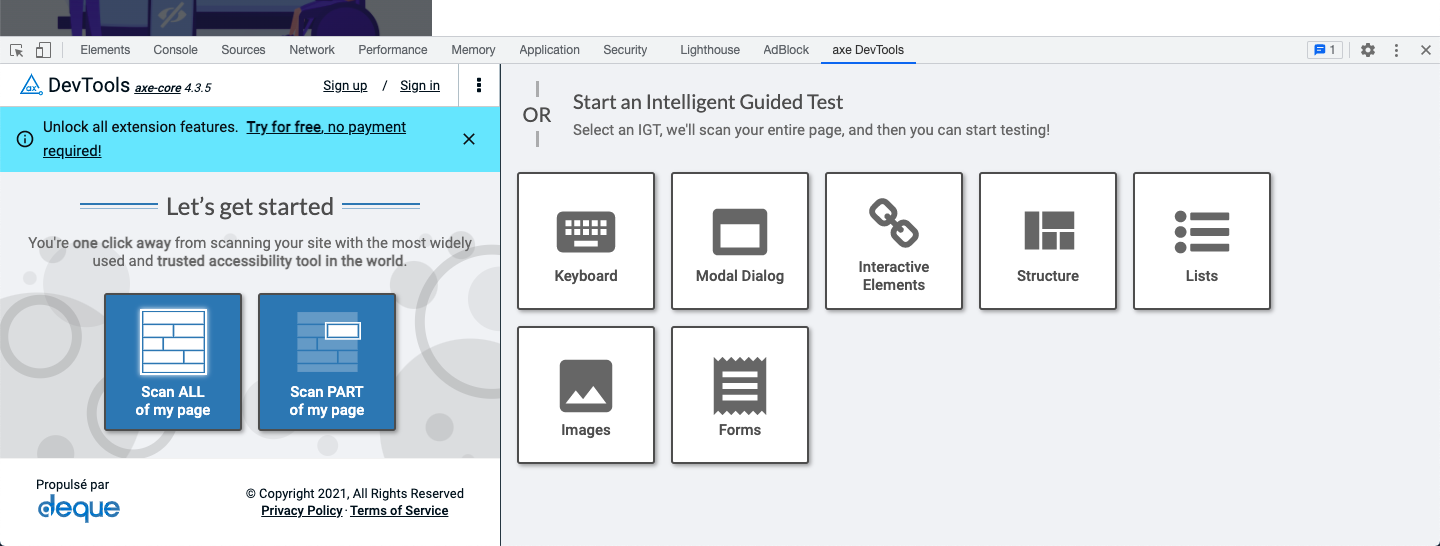 Elements Console Sources Network Performance Memory Application Security Lighthouse AdBlock axe DevTools 1
ax DevTools axe-core 4.3.5 Sign up / Sign in
Unlock all extension features. Try for free, no payment
required!
Let's get started
You're one click away from scanning your site with the most widely
used and trusted accessibility tool in the world.
Scan ALL
of my page
Scan PART
of my page
Propulsé par
deque
© Copyright 2021, All Rights Reserved
Privacy Policy · Terms of Service
OR
Start an Intelligent Guided Test
Select an IGT, we'll scan your entire page, and then you can start testing!
Keyboard
Modal Dialog
Interactive
Elements
Structure
Lists
Images
Forms